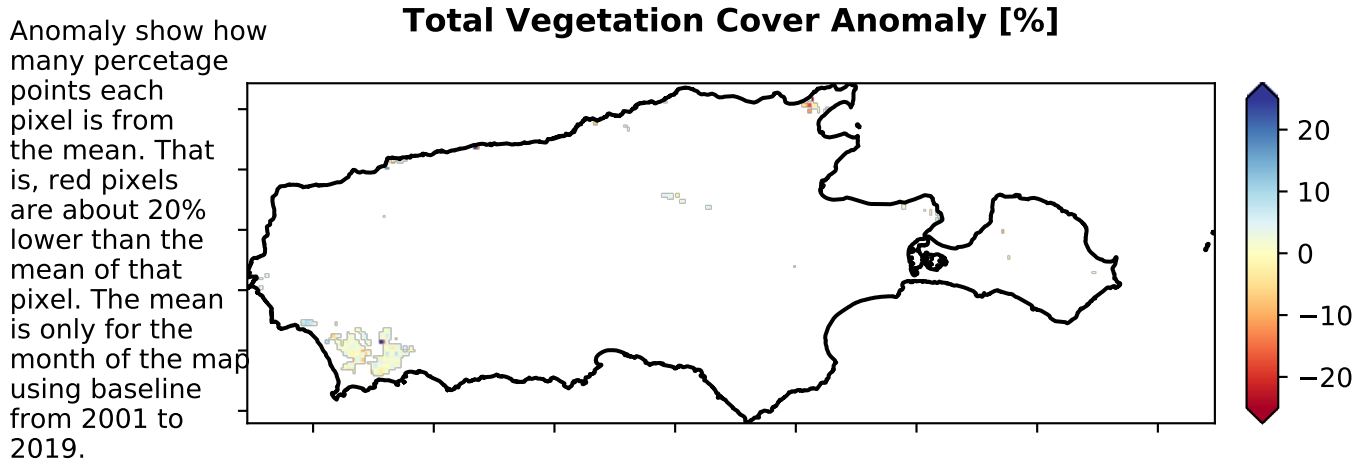 Total Vegetation Cover Anomaly [%]
Anomaly show how
many percetage
points each
pixel is from
the mean. That
is, red pixels
are about 20%
lower than the
mean of that
pixel. The mean
is only for the
month of the map
using baseline
from 2001 to
2019.
20
10
0
−10
−20